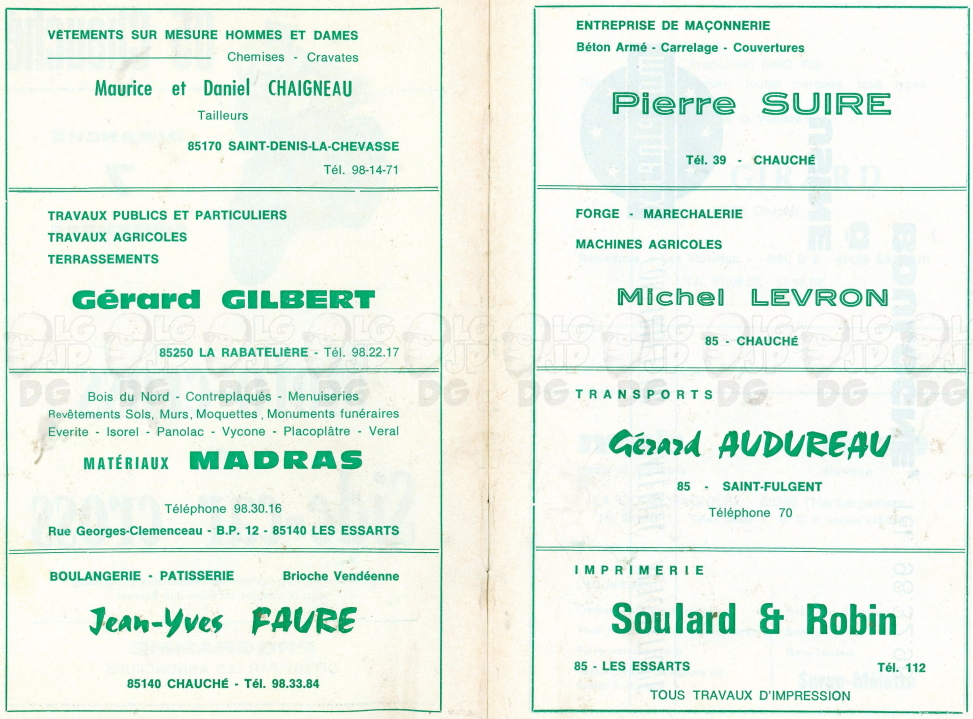 VÊTEMENTS SUR MESURE HOMMES ET DAMES
Chemises - Cravates
Maurice et Daniel CHAIGNEAU
Tailleurs
85170 SAINT-DENIS-LA-CHEVASSE
Tél. 98-14-71
TRAVAUX PUBLICS ET PARTICULIERS
TRAVAUX AGRICOLES
TERRASSEMENTS
Gérard GILBERT
85250 LA RABATELIÈRE - Tél. 98.22.17
Bois du Nord - Contreplaqués - Menuiseries
Revêtements Sols, Murs, Moquettes, Monuments funéraires
Everite - Isorel - Panolac - Vycone - Placoplâtre - Veral
MATÉRIAUX MADRAS
Téléphone 98.30.16
Rue Georges-Clemenceau - B.P. 12 - 85140 LES ESSARTS
BOULANGERIE - PATISSERIE Brioche Vendéenne
Jean-Yves FAURE
85140 CHAUCHÉ - Tél. 98.33.84
ENTREPRISE DE MAÇONNERIE
Béton Armé - Carrelage - Couvertures
Pierre SUIRE
Tél. 39 - CHAUCHÉ
FORGE - MARECHALERIE
MACHINES AGRICOLES
Michel LEVRON
85 - CHAUCHÉ
TRANSPORTS
Gérard AUDUREAU
85 - SAINT-FULGENT
Téléphone 70
IMPRIMERIE
Soulard & Robin
85 - LES ESSARTS Tél. 112
TOUS TRAVAUX D'IMPRESSION